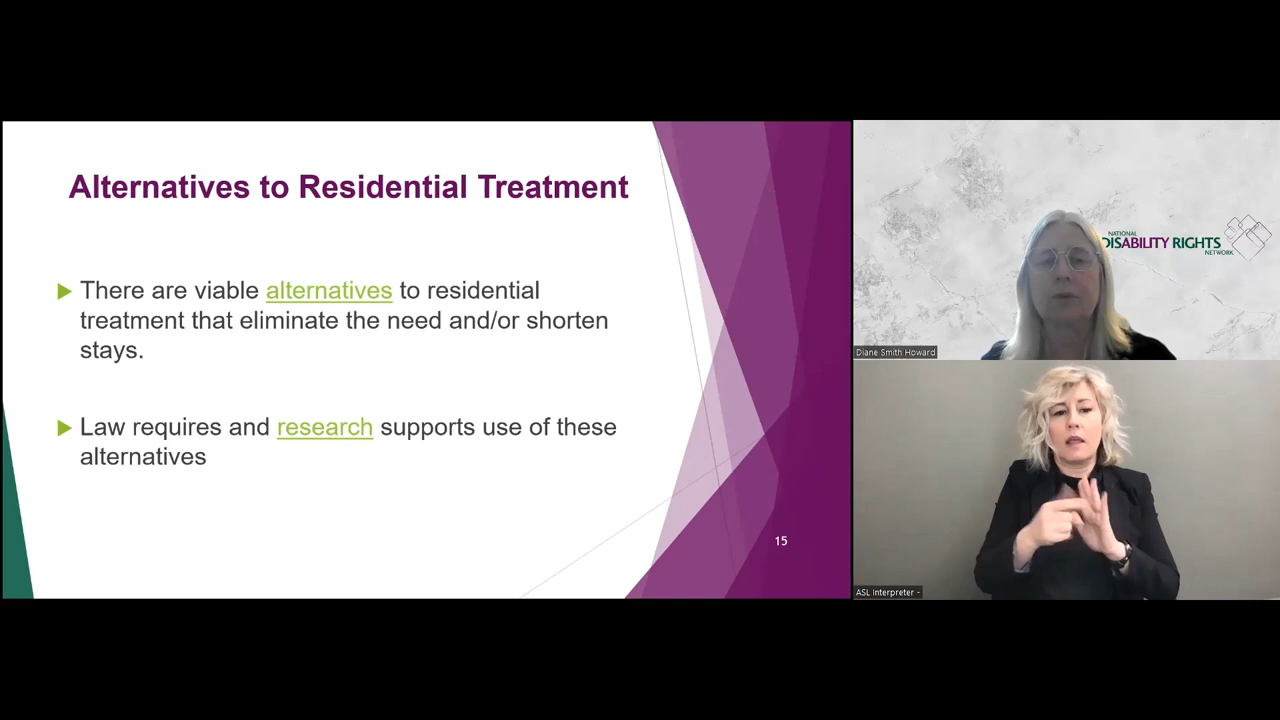 Alternatives to Residential Treatment
There are viable alternatives to residential
treatment that eliminate the need and/or shorten
stays.
Law requires and research supports use of these
alternatives
15
NATIONAL
DISABILITY RIGHTS
NETWORK
Diane Smith Howard
ASL Interpreter -